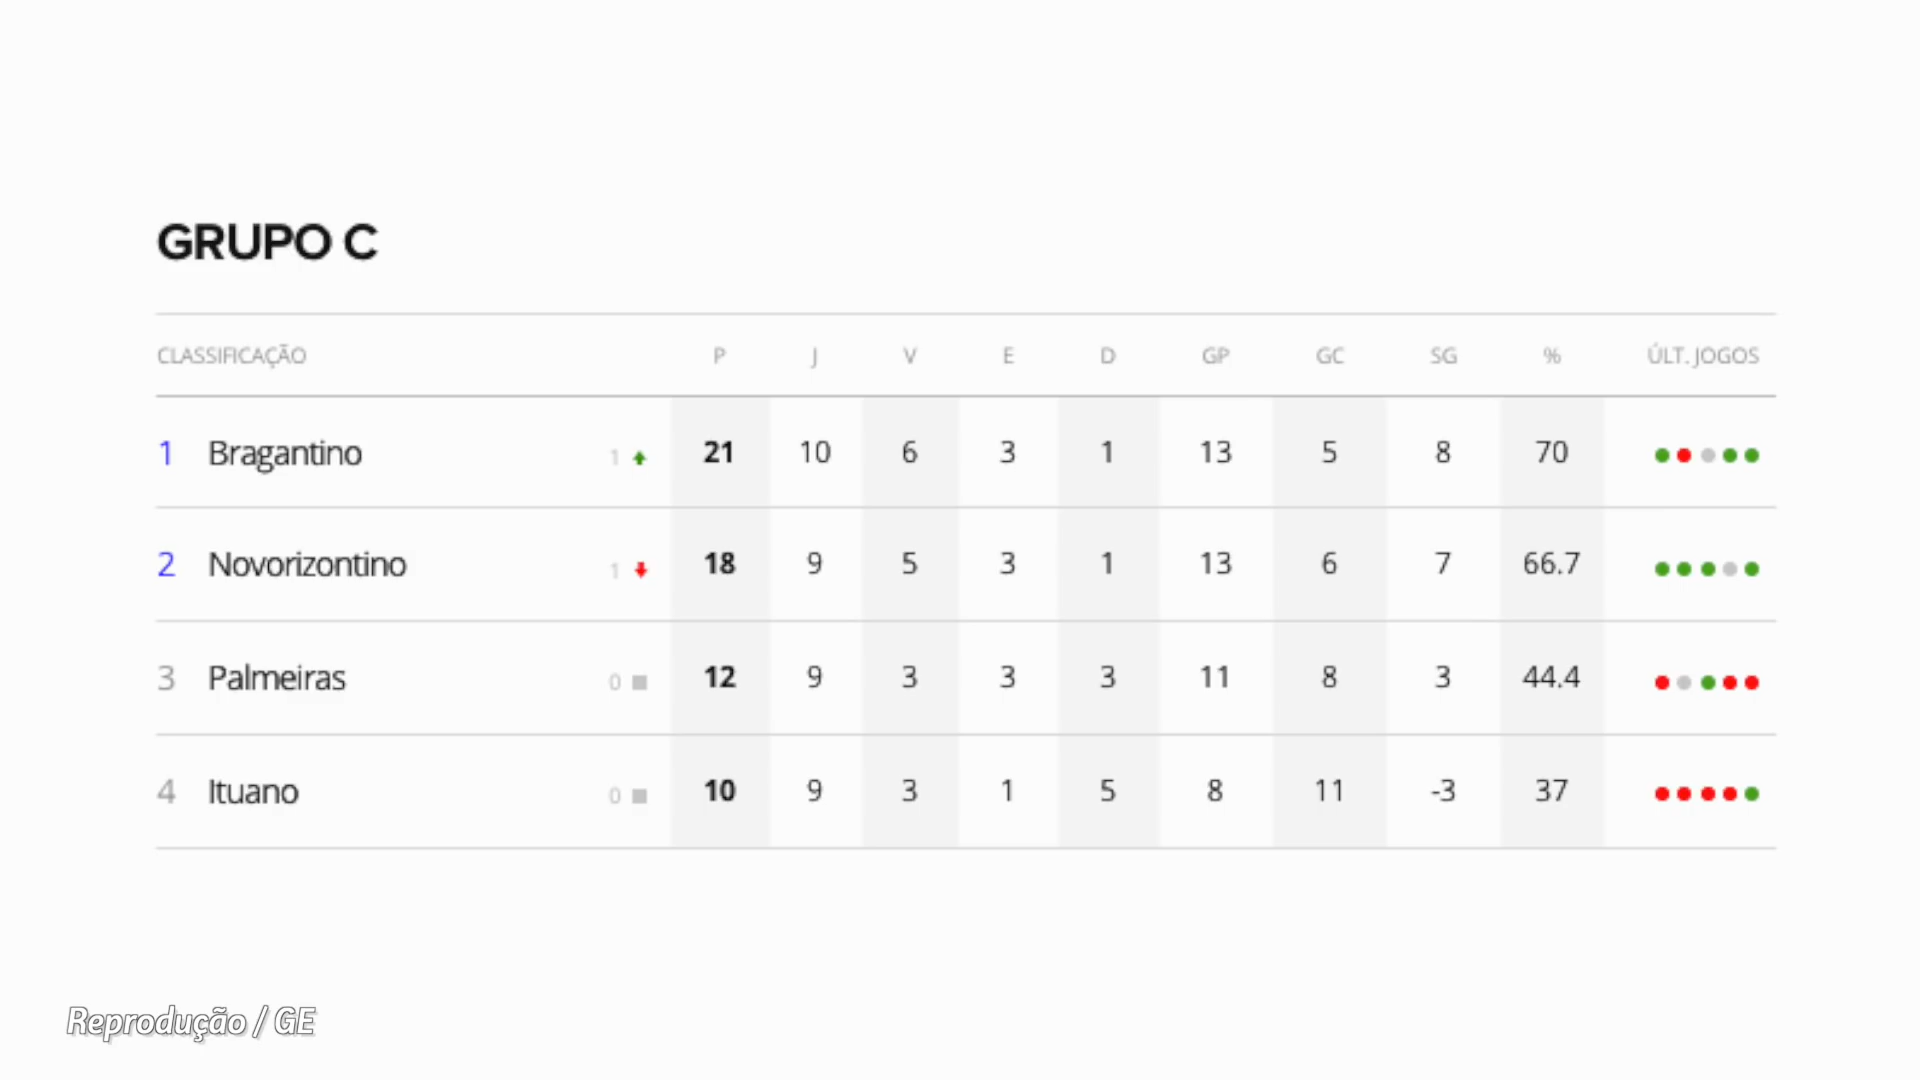 GRUPO C
CLASSIFICAÇÃO P J V E D GP GC SG % ÚLT. JOGOS
1 Bragantino 1 21 10 6 3 1 13 5 8 70
2 Novorizontino 1 18 9 5 3 1 13 6 7 66.7
3 Palmeiras 0 12 9 3 3 3 11 8 3 44.4
4 Ituano 0 10 9 3 1 5 8 11 -3 37
Reprodução / GE